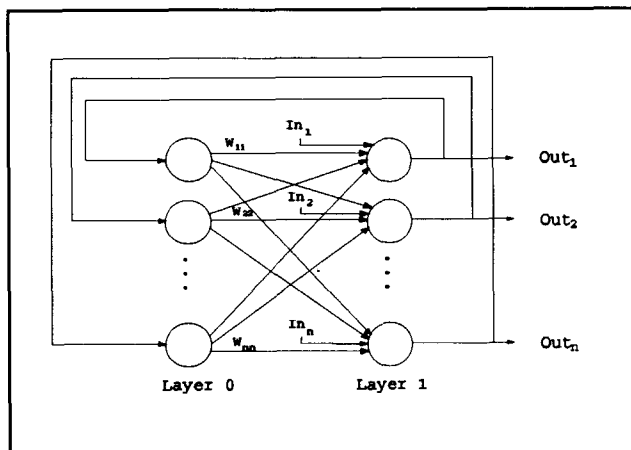 In₁
W₁₁
Out₁
In₂
W₂₂
Out₂
Inₙ
Wₙₙ
Outₙ
Layer 0 Layer 1